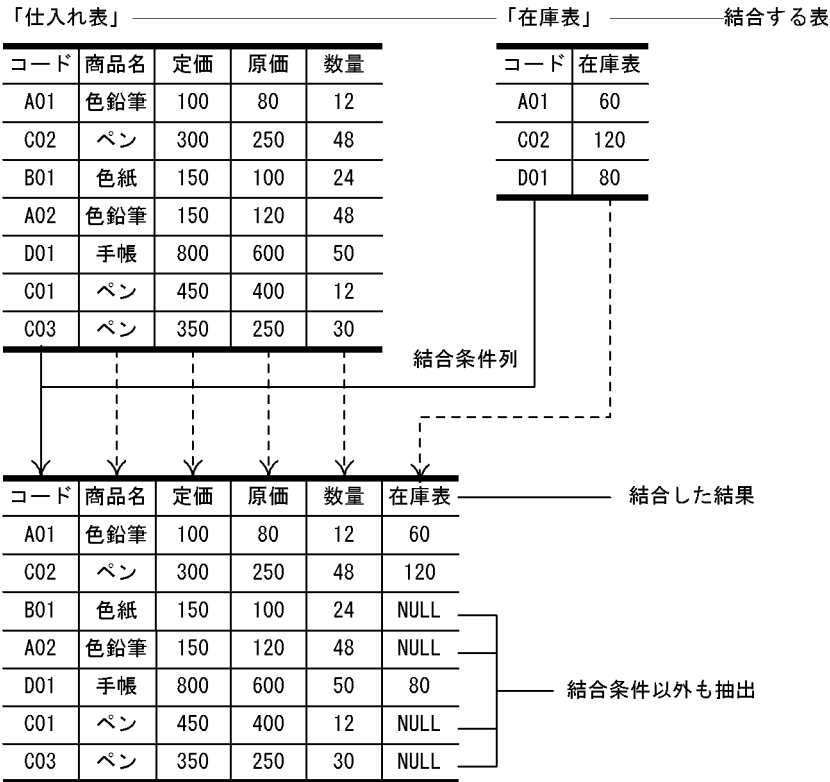 「仕入れ表」 「在庫表」 結合する表
コード 商品名 定価 原価 数量 コード 在庫表
A01 色鉛筆 100 80 12 A01 60
C02 ペン 300 250 48 C02 120
B01 色紙 150 100 24 D01 80
A02 色鉛筆 150 120 48
D01 手帳 800 600 50
C01 ペン 450 400 12
C03 ペン 350 250 30
結合条件列
コード 商品名 定価 原価 数量 在庫表 結合した結果
A01 色鉛筆 100 80 12 60
C02 ペン 300 250 48 120
B01 色紙 150 100 24 NULL
A02 色鉛筆 150 120 48 NULL
D01 手帳 800 600 50 80 結合条件以外も抽出
C01 ペン 450 400 12 NULL
C03 ペン 350 250 30 NULL